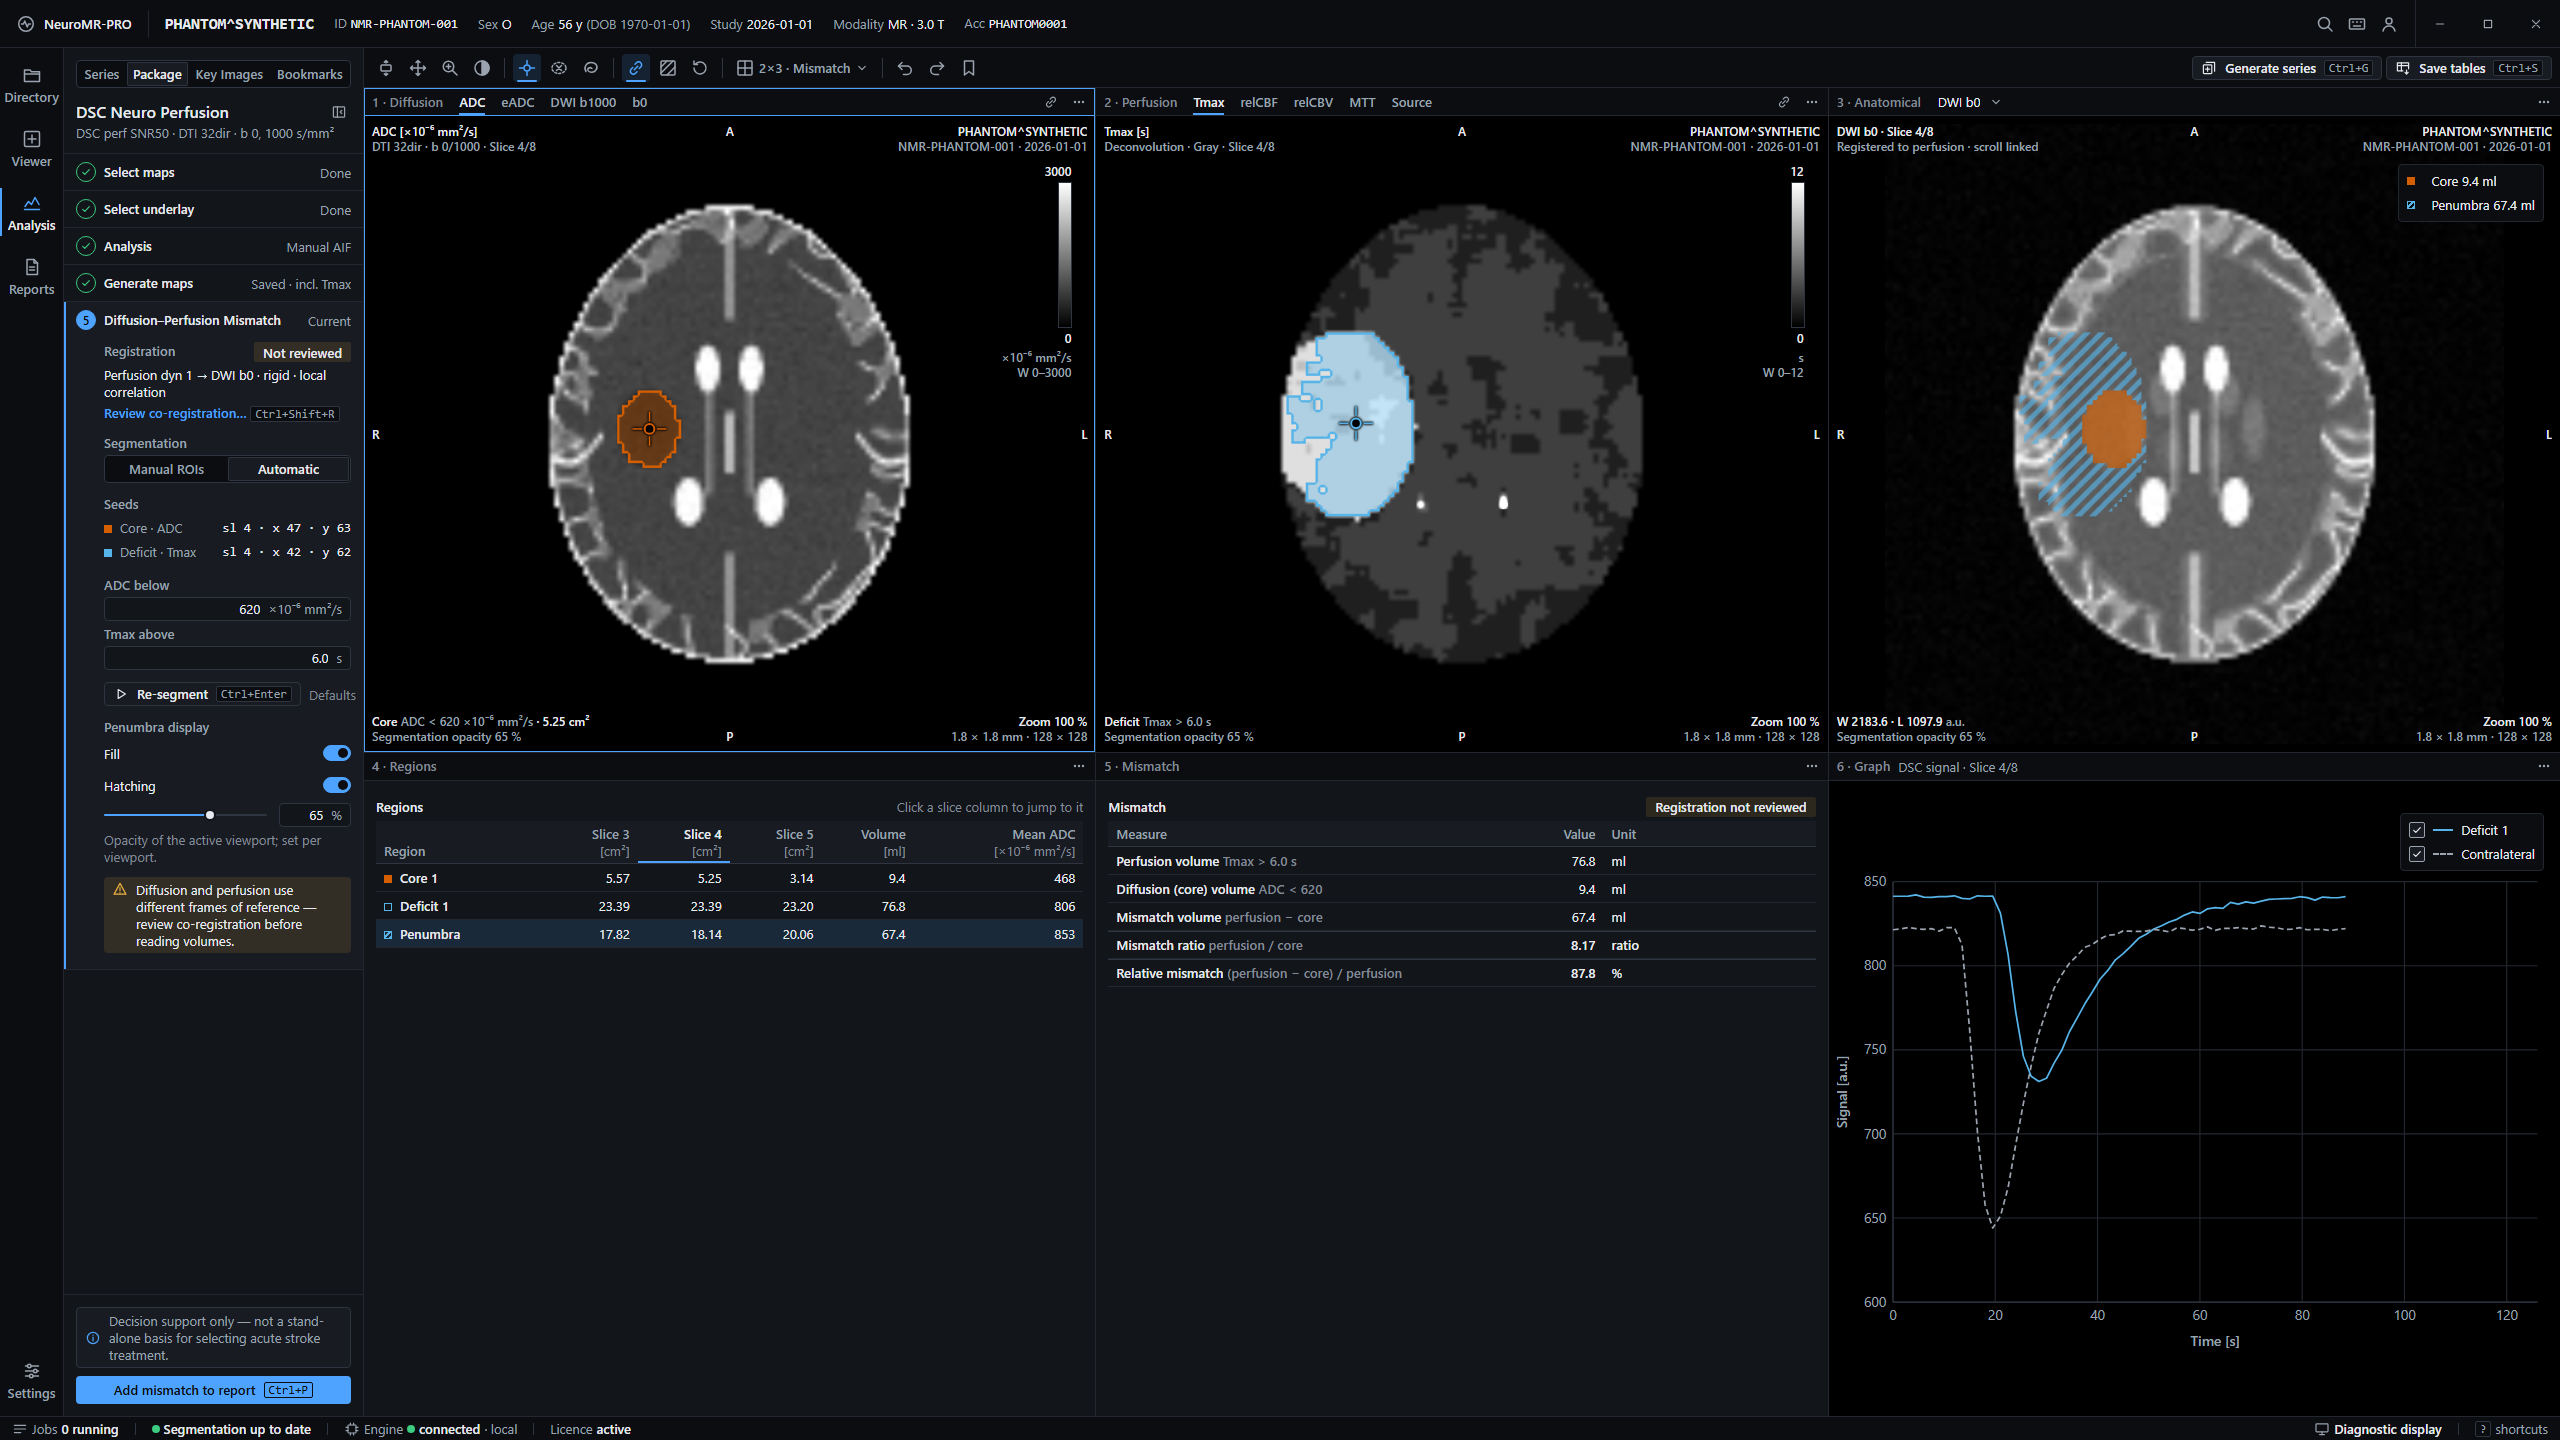 NeuroMR-PRO PHANTOM^SYNTHETIC ID NMR-PHANTOM-001 Sex O Age 56 y (DOB 1970-01-01) Study 2026-01-01 Modality MR · 3.0 T Acc PHANTOM0001
Directory
Viewer
Analysis
Reports
Settings
Series Package Key Images Bookmarks
DSC Neuro Perfusion
DSC perf SNR50 · DTI 32dir · b 0, 1000 s/mm²
Select maps Done
Select underlay Done
Analysis Manual AIF
Generate maps Saved · incl. Tmax
5 Diffusion–Perfusion Mismatch Current
Registration Not reviewed
Perfusion dyn 1 → DWI b0 · rigid · local
correlation
Review co-registration... Ctrl+Shift+R
Segmentation
Manual ROIs Automatic
Seeds
Core · ADC sl 4 · x 47 · y 63
Deficit · Tmax sl 4 · x 42 · y 62
ADC below
620 ×10⁻⁶ mm²/s
Tmax above
6.0 s
Re-segment Ctrl+Enter Defaults
Penumbra display
Fill
Hatching
65 %
Opacity of the active viewport; set per
viewport.
Diffusion and perfusion use
different frames of reference —
review co-registration before
reading volumes.
Decision support only — not a stand-
alone basis for selecting acute stroke
treatment.
Add mismatch to report Ctrl+P
2×3 · Mismatch
Generate series Ctrl+G Save tables Ctrl+S
1 · Diffusion ADC eADC DWI b1000 b0
ADC [×10⁻⁶ mm²/s]
DTI 32dir · b 0/1000 · Slice 4/8
A
PHANTOM^SYNTHETIC
NMR-PHANTOM-001 · 2026-01-01
3000
0
×10⁻⁶ mm²/s
W 0–3000
R
L
Core ADC < 620 ×10⁻⁶ mm²/s · 5.25 cm²
Segmentation opacity 65 %
P
Zoom 100 %
1.8 × 1.8 mm · 128 × 128
2 · Perfusion Tmax relCBF relCBV MTT Source
Tmax [s]
Deconvolution · Gray · Slice 4/8
A
PHANTOM^SYNTHETIC
NMR-PHANTOM-001 · 2026-01-01
12
0
s
W 0–12
R
L
Deficit Tmax > 6.0 s
Segmentation opacity 65 %
P
Zoom 100 %
1.8 × 1.8 mm · 128 × 128
3 · Anatomical DWI b0
DWI b0 · Slice 4/8
Registered to perfusion · scroll linked
A
PHANTOM^SYNTHETIC
NMR-PHANTOM-001 · 2026-01-01
Core 9.4 ml
Penumbra 67.4 ml
R
L
W 2183.6 · L 1097.9 a.u.
Segmentation opacity 65 %
P
Zoom 100 %
1.8 × 1.8 mm · 128 × 128
4 · Regions
Regions Click a slice column to jump to it
Slice 3 Slice 4 Slice 5 Volume Mean ADC
Region [cm²] [cm²] [cm²] [ml] [×10⁻⁶ mm²/s]
Core 1 5.57 5.25 3.14 9.4 468
Deficit 1 23.39 23.39 23.20 76.8 806
Penumbra 17.82 18.14 20.06 67.4 853
5 · Mismatch
Mismatch Registration not reviewed
Measure Value Unit
Perfusion volume Tmax > 6.0 s 76.8 ml
Diffusion (core) volume ADC < 620 9.4 ml
Mismatch volume perfusion − core 67.4 ml
Mismatch ratio perfusion / core 8.17 ratio
Relative mismatch (perfusion − core) / perfusion 87.8 %
6 · Graph DSC signal · Slice 4/8
Deficit 1
Contralateral
850
800
750
700
650
600
Signal [a.u.]
0 20 40 60 80 100 120
Time [s]
Jobs 0 running Segmentation up to date Engine connected · local Licence active Diagnostic display ? shortcuts